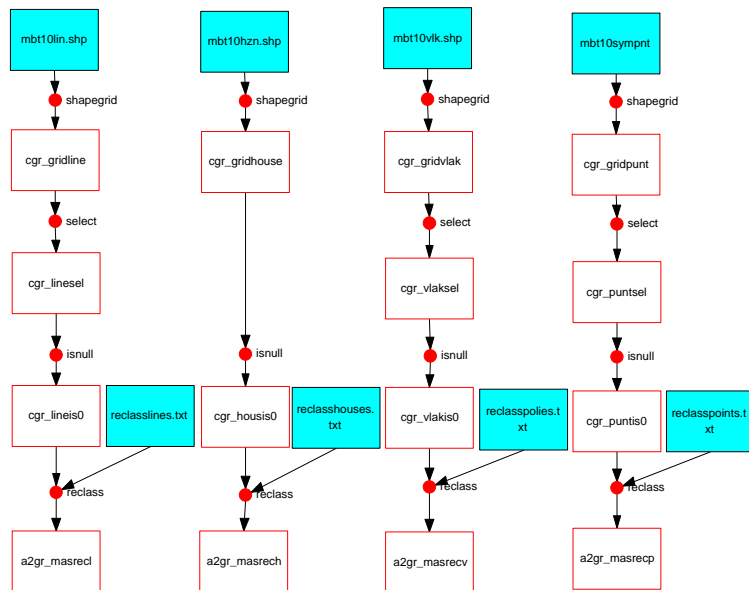 mbt10lin.shp
mbt10hzn.shp
mbt10vlk.shp
mbt10sympnt
shapegrid
shapegrid
shapegrid
shapegrid
cgr_gridline
cgr_gridhouse
cgr_gridvlak
cgr_gridpunt
select
select
select
cgr_linesel
cgr_vlaksel
cgr_puntsel
isnull
isnull
isnull
isnull
cgr_lineis0
reclasslines.txt
cgr_housis0
reclasshouses.
txt
cgr_vlakis0
reclasspolies.t
xt
cgr_puntis0
reclasspoints.t
xt
reclass
reclass
reclass
reclass
a2gr_masrecl
a2gr_masrech
a2gr_masrecv
a2gr_masrecp